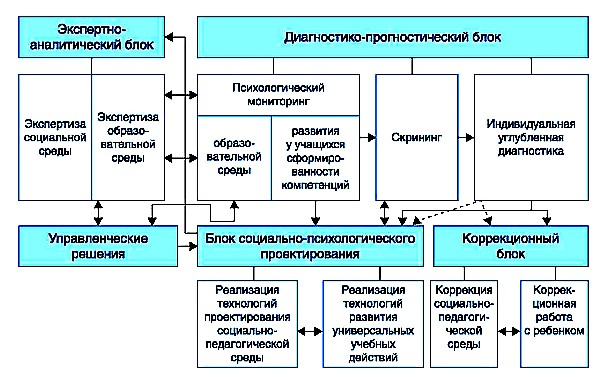 Экспертно-
аналитический блок
Диагностико-прогностический блок
Экспертиза
социальной
среды
Экспертиза
образо-
вательной
среды
Психологический
мониторинг
образо-
вательной
среды
развития
у учащихся
сформиро-
ванности
компетенций
Скрининг
Индивидуальная
углубленная
диагностика
Управленческие
решения
Блок социально-психологического
проектирования
Коррекционный
блок
Реализация
технологий
проектирования
социально-
педагогической
среды
Реализация
технологий
развития
универсальных
учебных
действий
Коррекция
социально-
педагоги-
ческой
среды
Коррек-
ционная
работа
с ребенком